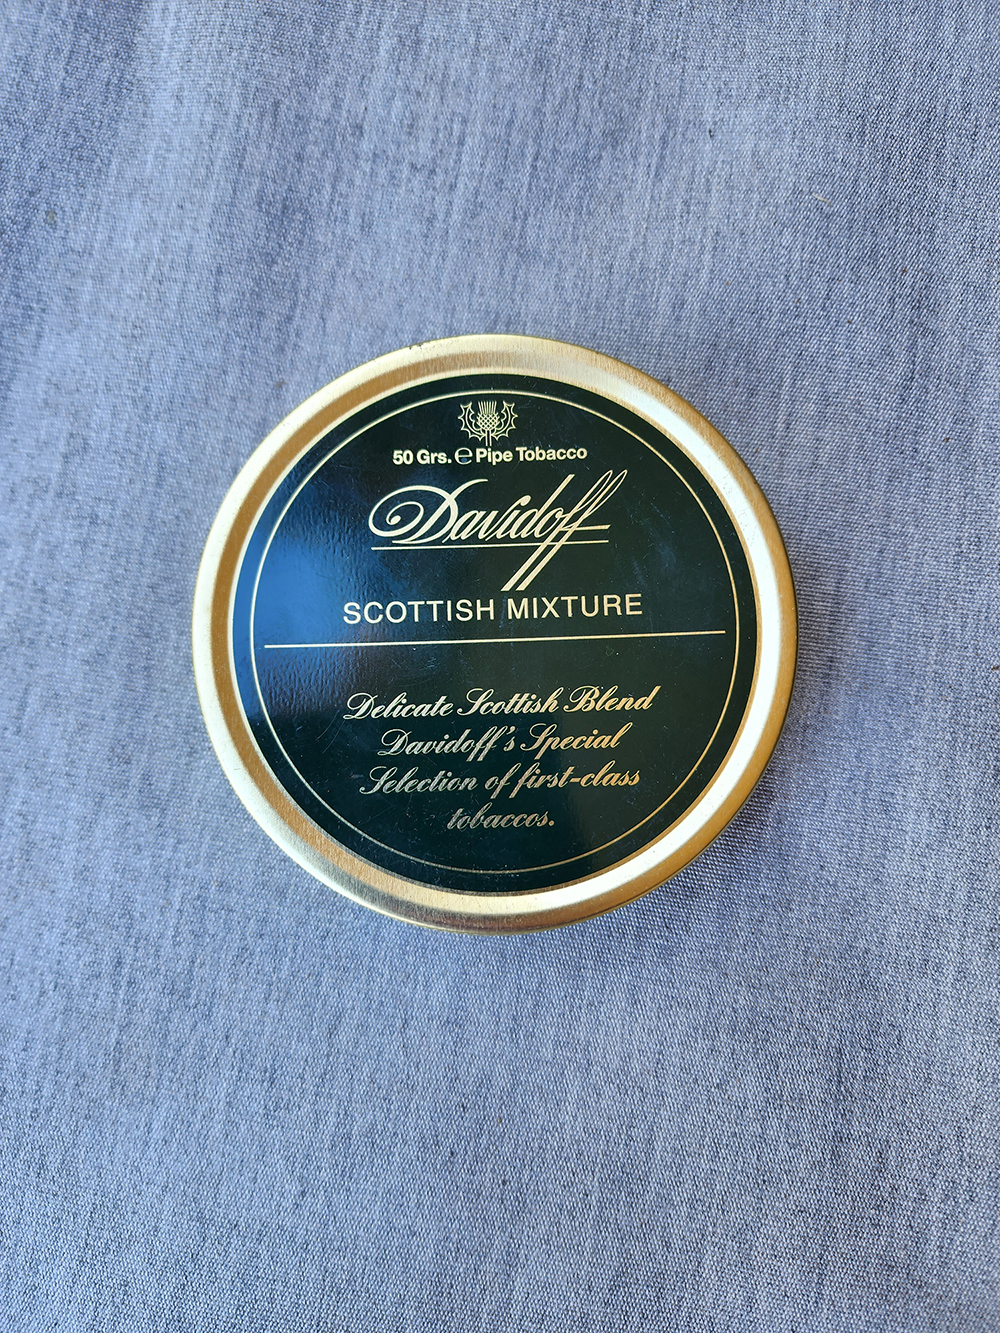 50 Grs. ℮ Pipe Tobacco
Davidoff
SCOTTISH MIXTURE
Delicate Scottish Blend
Davidoff's Special
Selection of first-class
tobaccos.